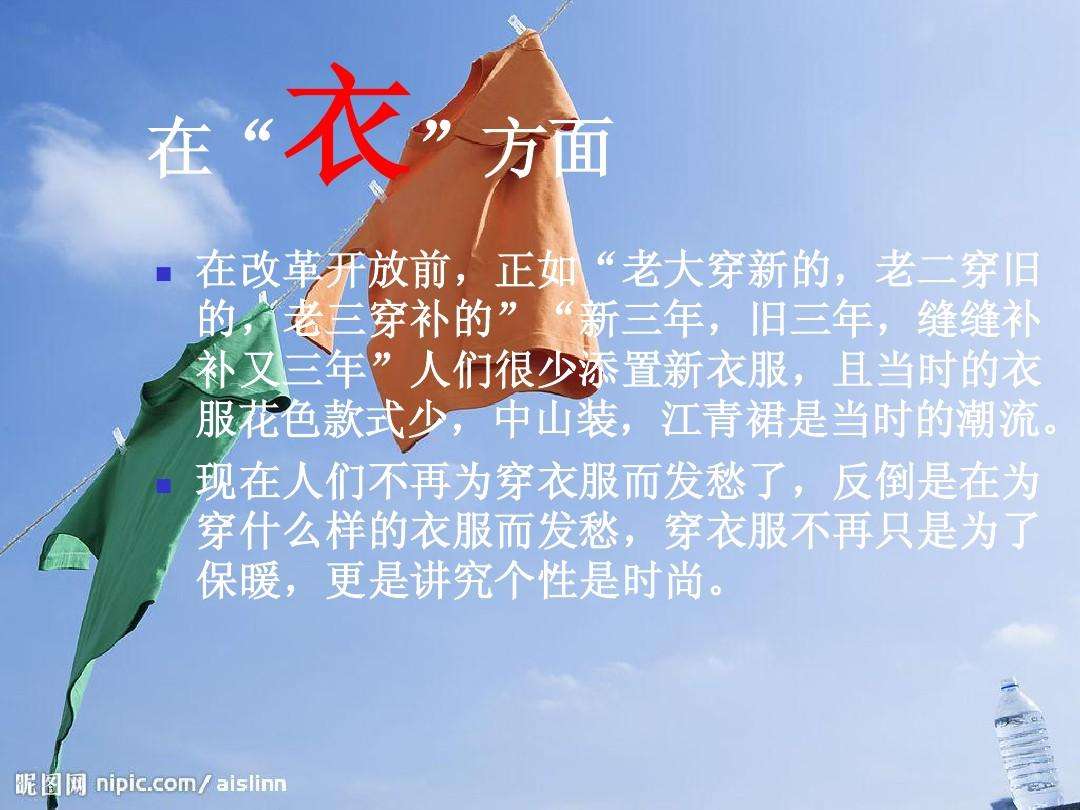 在“衣”方面
在改革开放前，正如“老大穿新的，老二穿旧
的，老三穿补的”“新三年，旧三年，缝缝补
补又三年”人们很少添置新衣服，且当时的衣
服花色款式少，中山装，江青裙是当时的潮流。
现在人们不再为穿衣服而发愁了，反倒是在为
穿什么样的衣服而发愁，穿衣服不再只是为了
保暖，更是讲究个性是时尚。
昵图网 nipic.com/aislinn